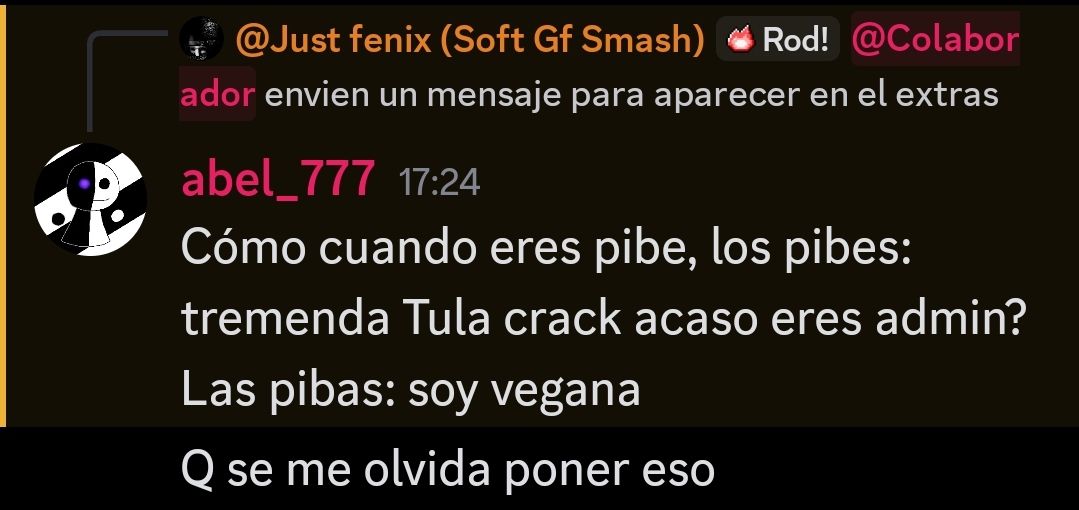 @Just fenix (Soft Gf Smash) Rod! @Colabor
ador envien un mensaje para aparecer en el extras
abel_777 17:24
Cómo cuando eres pibe, los pibes:
tremenda Tula crack acaso eres admin?
Las pibas: soy vegana
Q se me olvida poner eso